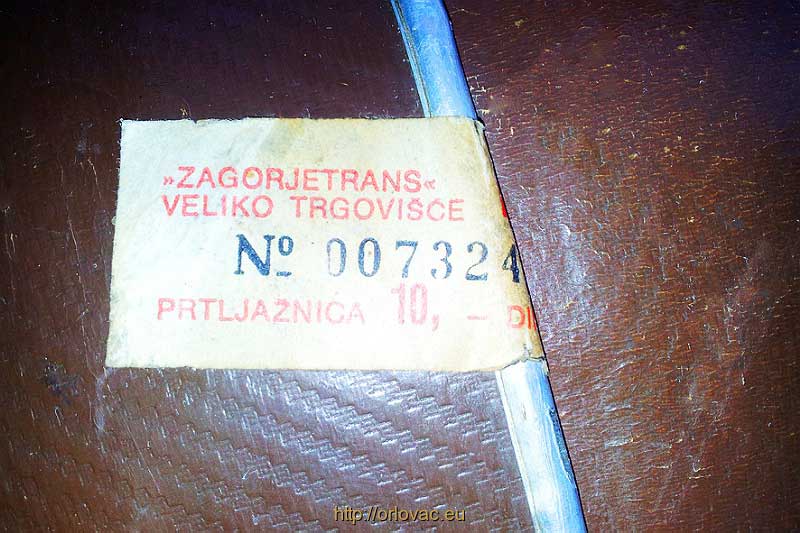 »ZAGORJETRANS«
VELIKO TRGOVIŠĆE
Nº 007324
PRTLJAŽNICA 10, –
http://orlovac.eu